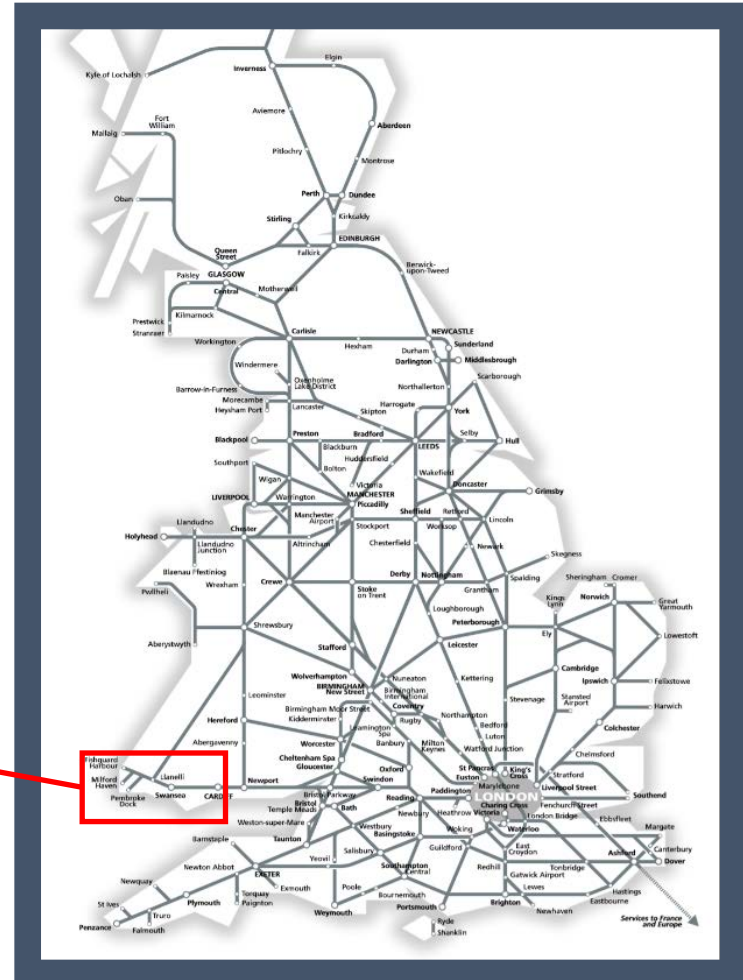 Kyle of Lochalsh
Inverness
Elgin
Aviemore
Aberdeen
Fort
William
Mallaig
Pitlochry
Montrose
Oban
Perth
Dundee
Stirling
Kirkcaldy
Queen
Street
Falkirk
EDINBURGH
Berwick-
upon-Tweed
Paisley
GLASGOW
Central
Motherwell
Prestwick
Kilmarnock
Stranraer
Carlisle
NEWCASTLE
Workington
Hexham
Sunderland
Durham
Darlington
Middlesbrough
Windermere
Scarborough
Oxenholme
Lake District
Northallerton
Barrow-in-Furness
Morecambe
Heysham Port
Lancaster
Harrogate
York
Skipton
Blackpool
Preston
Bradford
Selby
Blackburn
LEEDS
Hull
Southport
Huddersfield
Bolton
Wakefield
Wigan
Victoria
Doncaster
LIVERPOOL
Warrington
MANCHESTER
Piccadilly
Grimsby
Manchester
Airport
Sheffield
Retford
Llandudno
Stockport
Worksop
Lincoln
Holyhead
Chester
Llandudno
Junction
Altrincham
Chesterfield
Newark
Skegness
Blaenau Ffestiniog
Wrexham
Crewe
Derby
Nottingham
Spalding
Sheringham
Cromer
Pwllheli
Stoke
on Trent
Grantham
Kings
Lynn
Norwich
Great
Yarmouth
Loughborough
Shrewsbury
Peterborough
Ely
Lowestoft
Aberystwyth
Stafford
Leicester
Wolverhampton
BIRMINGHAM
New Street
Nuneaton
Kettering
Cambridge
Birmingham
International
Ipswich
Felixstowe
Leominster
Birmingham Moor Street
Coventry
Stevenage
Stansted
Airport
Harwich
Kidderminster
Rugby
Northampton
Hereford
Leamington
Spa
Bedford
Colchester
Worcester
Banbury
Milton
Keynes
Luton
Abergavenny
Watford Junction
Chelmsford
Cheltenham Spa
Fishguard
Harbour
Gloucester
Oxford
St Pancras
King's
Cross
Milford
Haven
Llanelli
Swindon
Euston
Stratford
Pembroke
Dock
Swansea
CARDIFF
Newport
Marylebone
Liverpool Street
Bristol Parkway
Reading
Paddington
LONDON
Southend
Bristol
Temple Meads
Bath
Charing Cross
Fenchurch Street
Newbury
Heathrow
Victoria
London Bridge
Ebbsfleet
Weston-super-Mare
Westbury
Waterloo
Margate
Barnstaple
Taunton
Basingstoke
Woking
East
Croydon
Canterbury
Salisbury
Guildford
Ashford
Dover
Newton Abbot
Yeovil
Southampton
Central
Redhill
Tonbridge
Gatwick Airport
Newquay
EXETER
Exmouth
Poole
Lewes
Hastings
St Ives
Plymouth
Torquay
Paignton
Bournemouth
Eastbourne
Truro
Weymouth
Portsmouth
Brighton
Newhaven
Penzance
Falmouth
Ryde
Shanklin
Services to France
and Europe